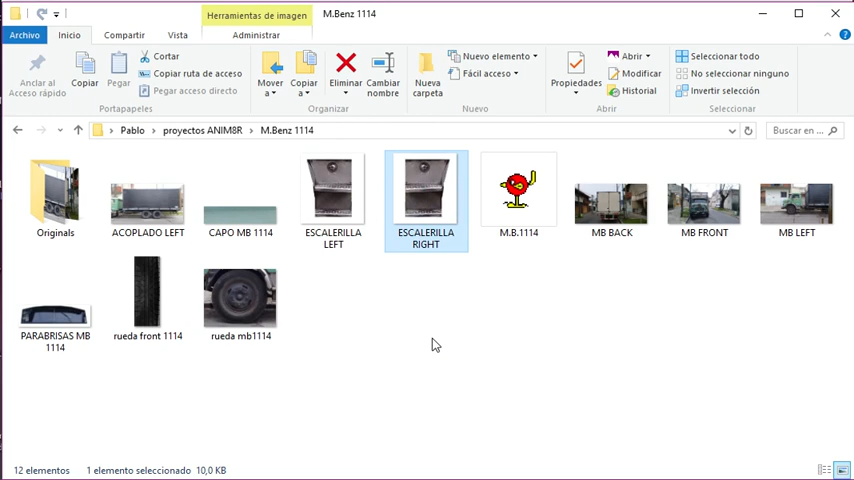 Herramientas de imagen
M.Benz 1114
Archivo
Inicio
Compartir
Vista
Administrar
Anclar al
Acceso rápido
Copiar
Pegar
Cortar
Copiar ruta de acceso
Pegar acceso directo
Portapapeles
Mover
a
Copiar
a
Eliminar
Cambiar
nombre
Organizar
Nueva
carpeta
Nuevo elemento
Fácil acceso
Nuevo
Propiedades
Abrir
Modificar
Historial
Abrir
Seleccionar todo
No seleccionar ninguno
Invertir selección
Seleccionar
Pablo > proyectos ANIM8R > M.Benz 1114
Buscar en ...
Originals
ACOPLADO LEFT
CAPO MB 1114
ESCALERILLA
LEFT
ESCALERILLA
RIGHT
M.B.1114
MB BACK
MB FRONT
MB LEFT
PARABRISAS MB
1114
rueda front 1114
rueda mb1114
12 elementos
1 elemento seleccionado 10,0 KB